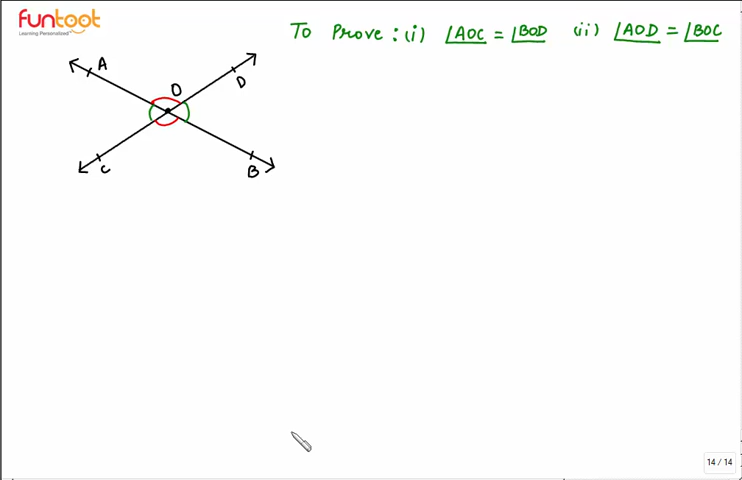 funtoot
Learning Personalised
To Prove : (i) ∠AOC = ∠BOD (ii) ∠AOD = ∠BOC
A
O
D
C
B
14 / 14